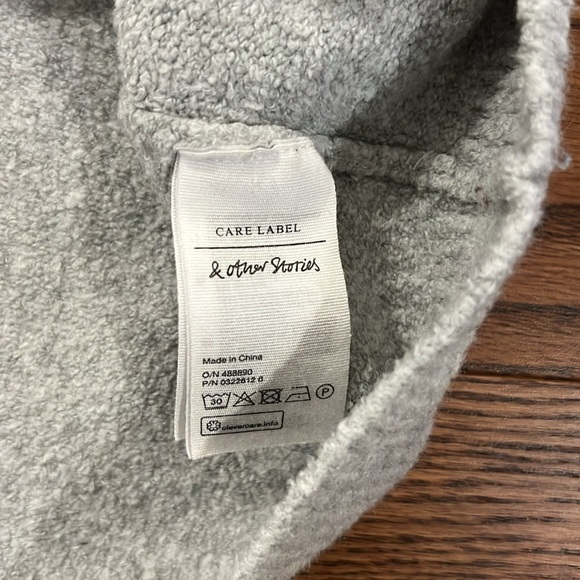 CARE LABEL
& other Stories
Made in China
O/N 488890
P/N 0322612 6
30 P
clevercare.info